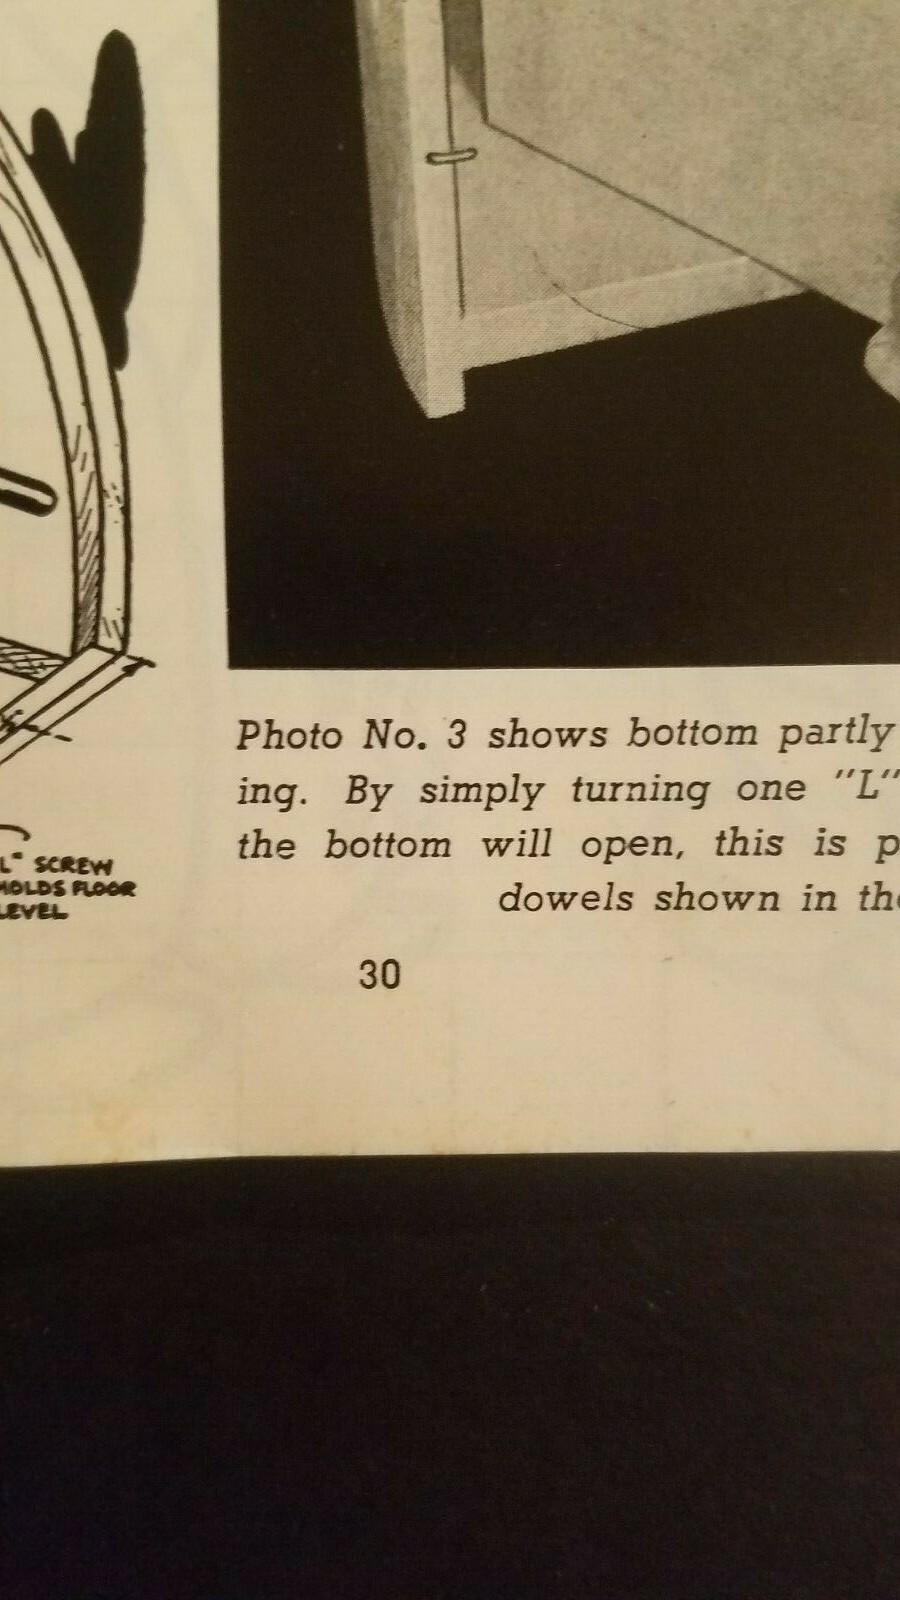 L" SCREW
HOLDS FLOOR
LEVEL
Photo No. 3 shows bottom partly
ing. By simply turning one "L"
the bottom will open, this is p
dowels shown in the
30